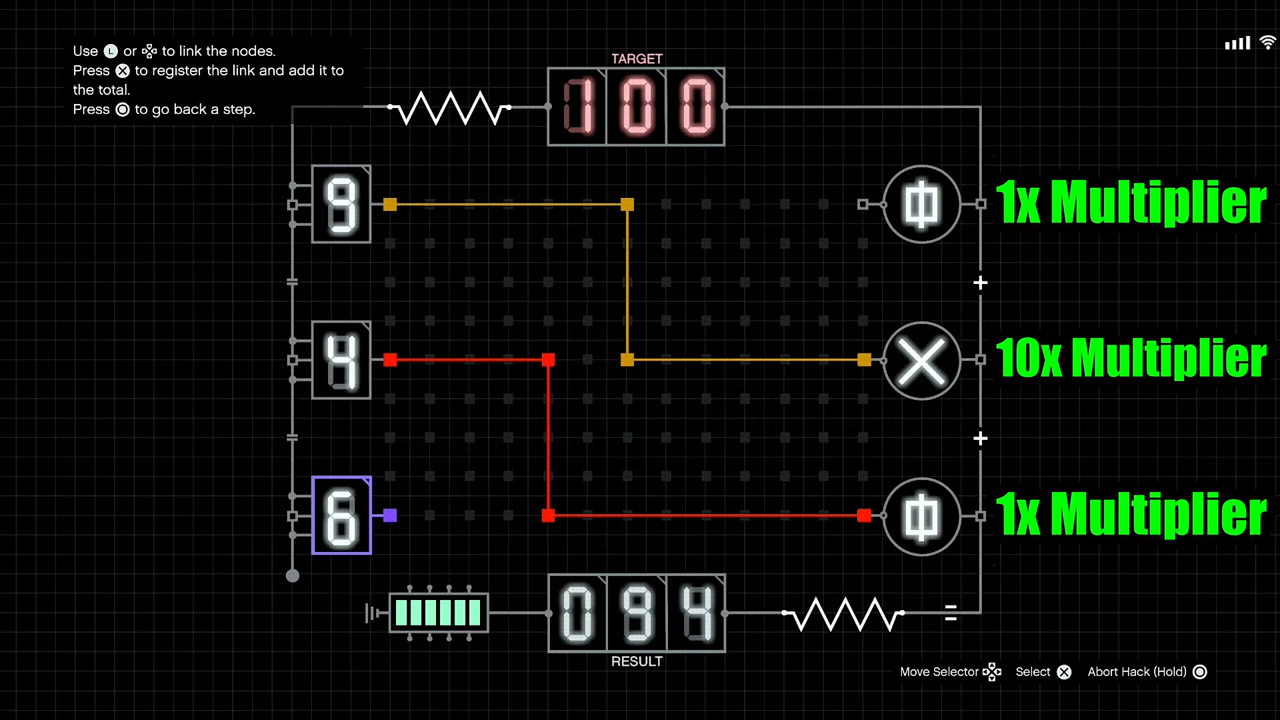 Use L or to link the nodes.
Press to register the link and add it to
the total.
Press to go back a step.
TARGET
100
9
1x Multiplier
+
4
10x Multiplier
+
6
1x Multiplier
094
=
RESULT
Move Selector Select Abort Hack (Hold)